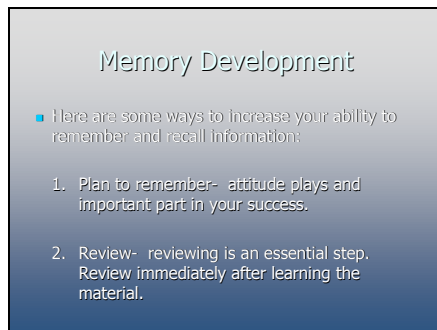 Memory Development
Here are some ways to increase your ability to
remember and recall information:
1. Plan to remember- attitude plays and
important part in your success.
2. Review- reviewing is an essential step.
Review immediately after learning the
material.